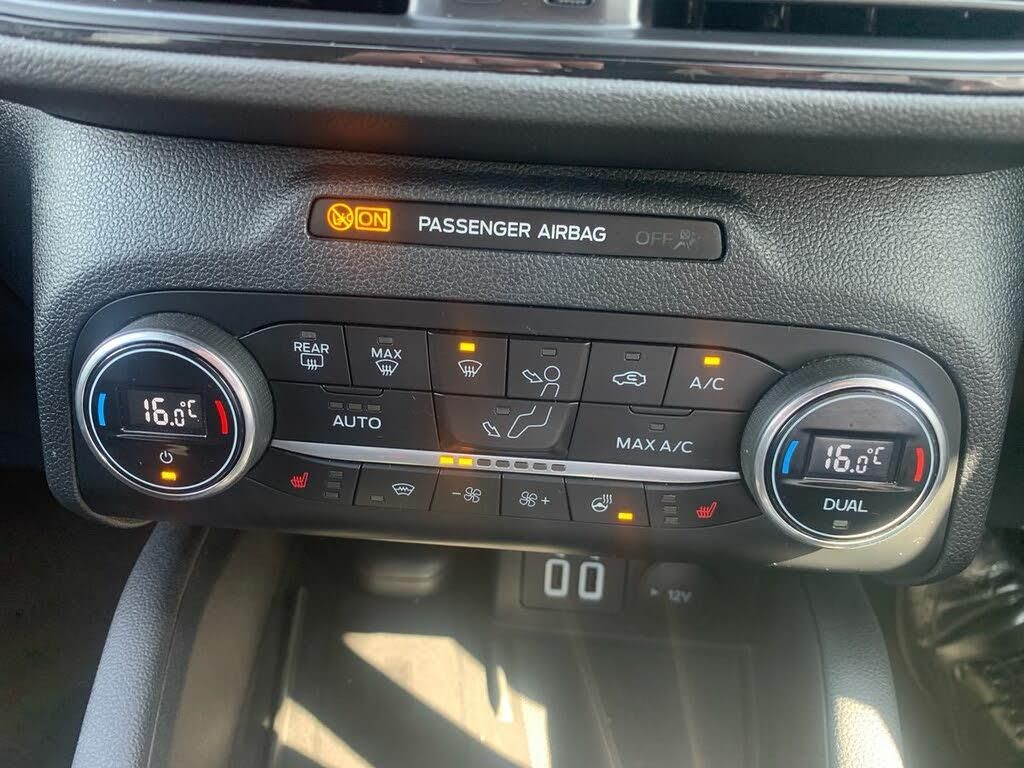 ON PASSENGER AIRBAG OFF
REAR
MAX
A/C
16.0°C
AUTO
MAX A/C
16.0°C
DUAL
- +
12V